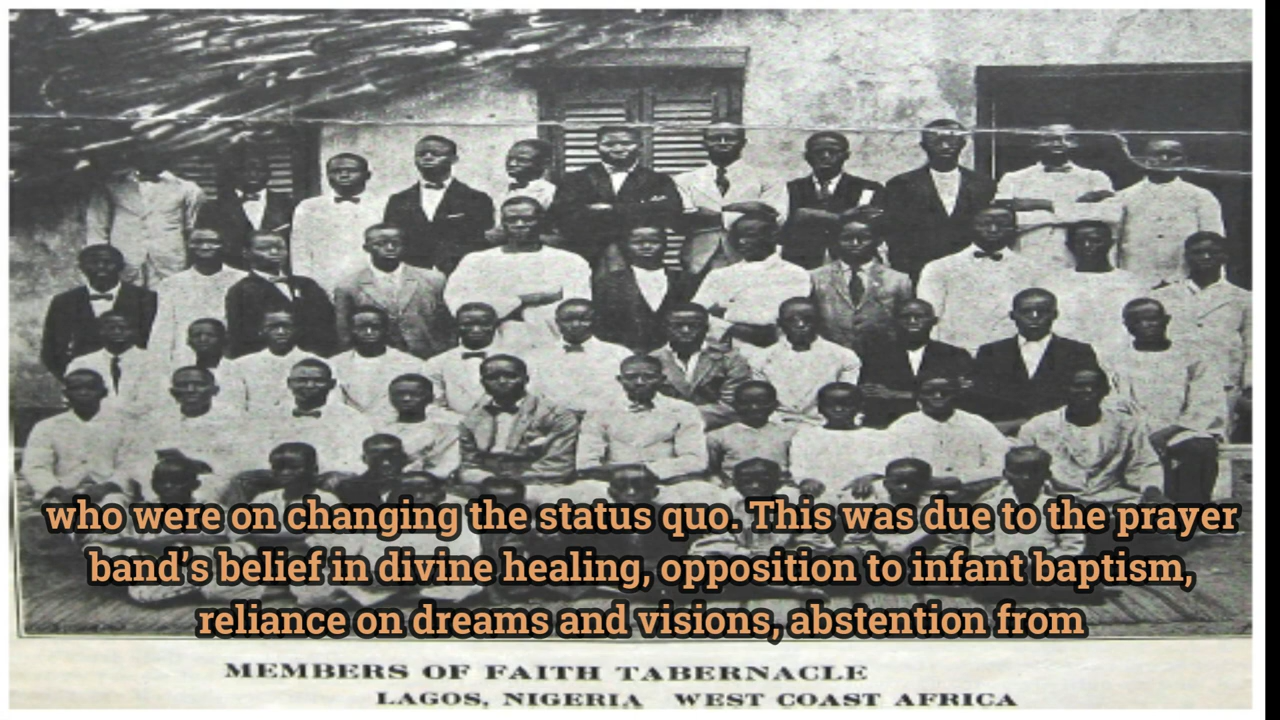 who were on changing the status quo. This was due to the prayer
band's belief in divine healing, opposition to infant baptism,
reliance on dreams and visions, abstention from
MEMBERS OF FAITH TABERNACLE
LAGOS, NIGERIA WEST COAST AFRICA